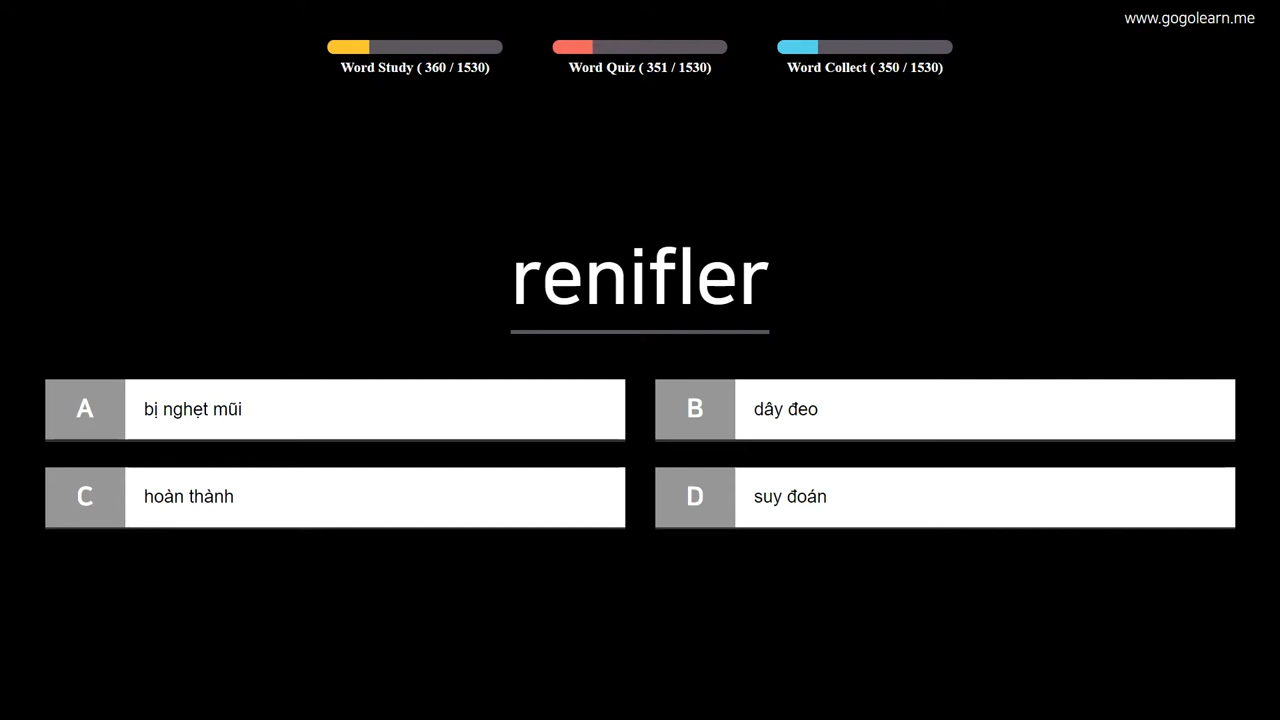 www.gogolearn.me
Word Study ( 360 / 1530)
Word Quiz ( 351 / 1530)
Word Collect ( 350 / 1530)
renifler
A bị nghẹt mũi
B dây đeo
C hoàn thành
D suy đoán